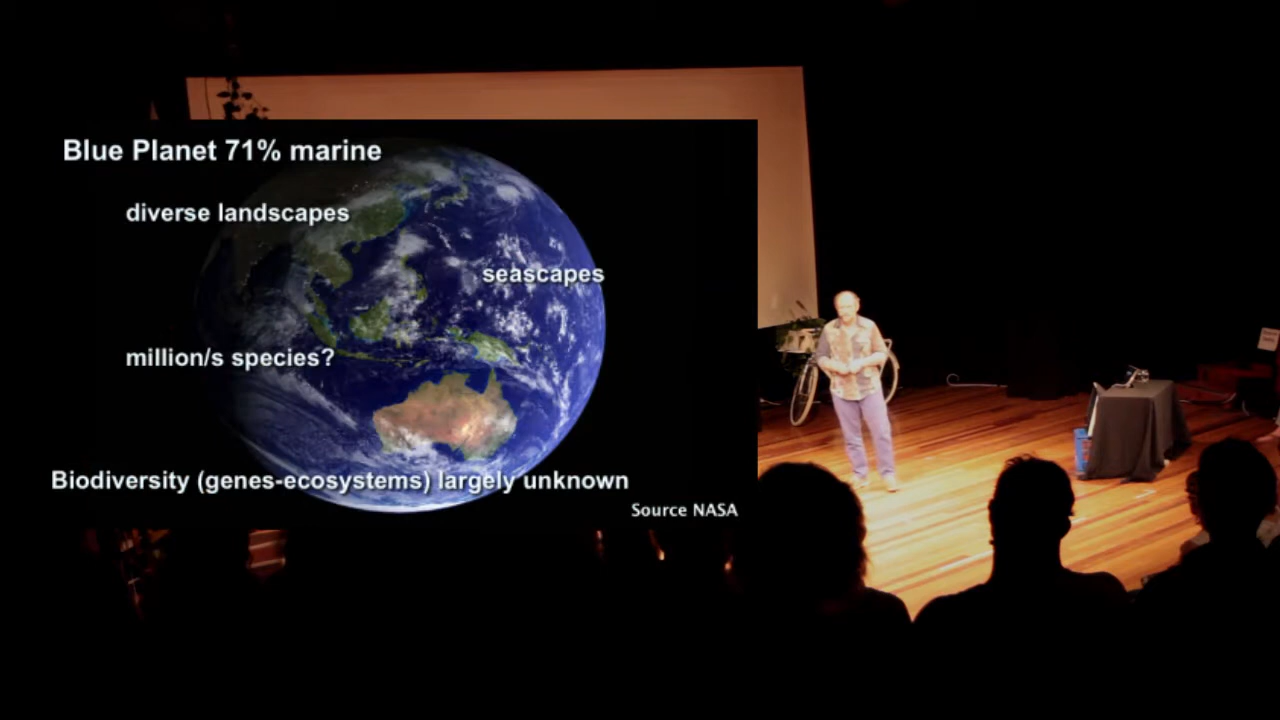 Blue Planet 71% marine
diverse landscapes
seascapes
million/s species?
Biodiversity (genes-ecosystems) largely unknown
Source NASA